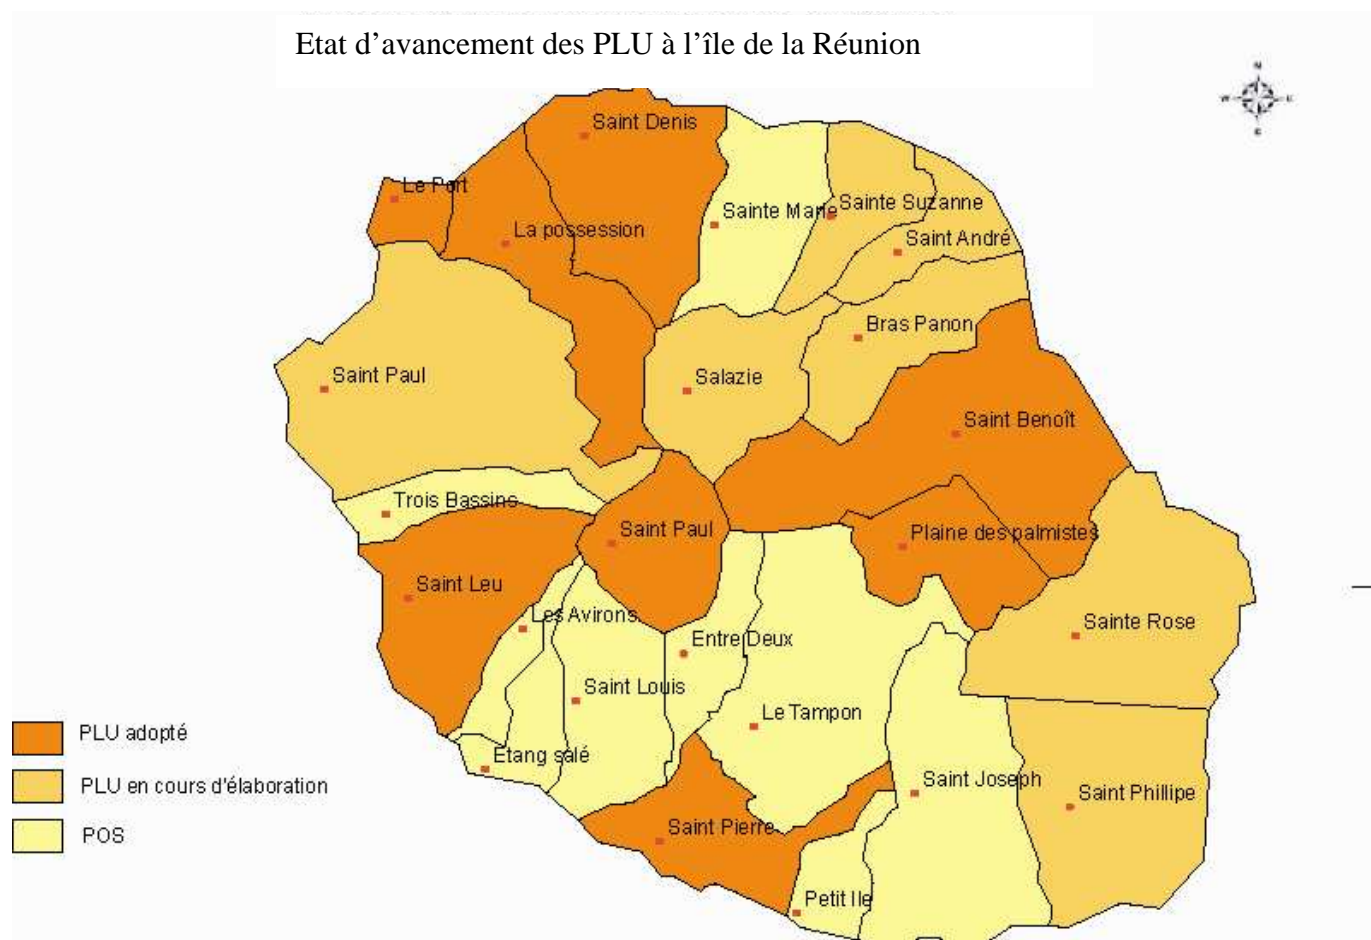 Etat d’avancement des PLU à l’île de la Réunion
N
W
E
S
Saint Denis
Le Port
La possession
Sainte Marie
Sainte Suzanne
Saint André
Bras Panon
Saint Paul
Salazie
Saint Benoît
Trois Bassins
Saint Paul
Plaine des palmistes
Saint Leu
Les Avirons
Entre Deux
Sainte Rose
Saint Louis
Le Tampon
Etang salé
Saint Joseph
Saint Phillipe
Saint Pierre
Petit Ile
PLU adopté
PLU en cours d'élaboration
POS